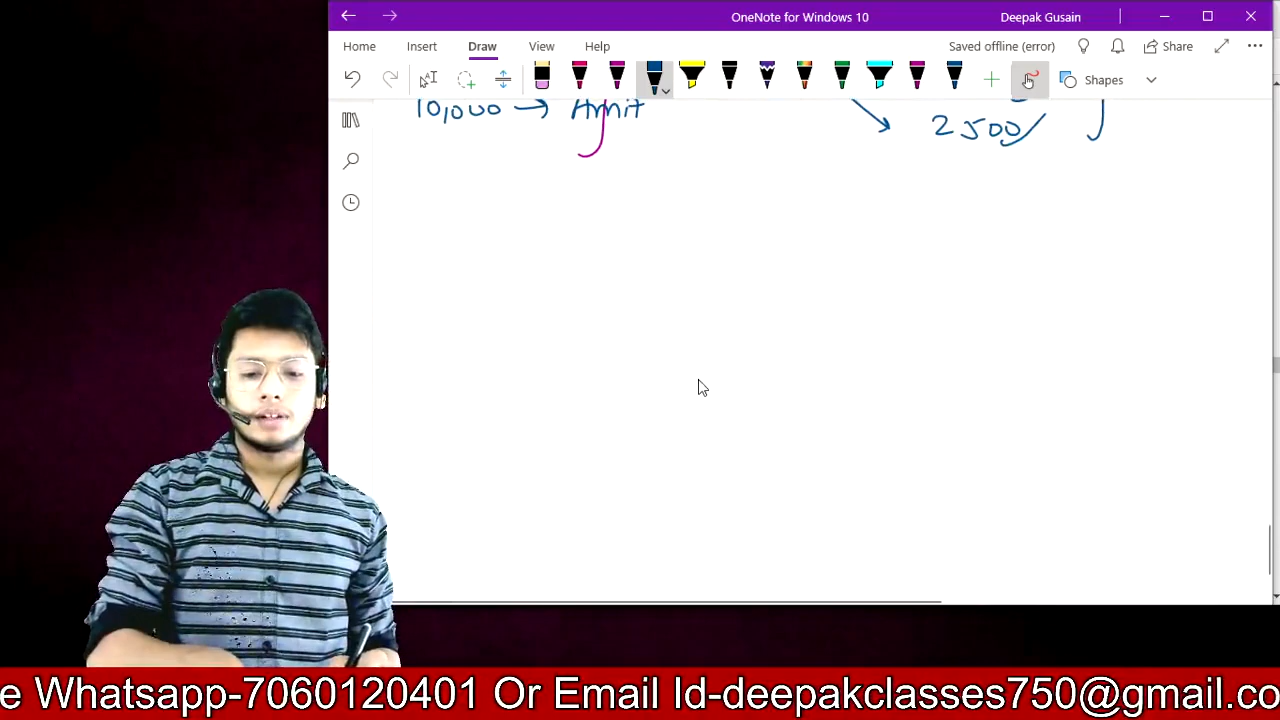 OneNote for Windows 10
Deepak Gusain
Home Insert Draw View Help
Saved offline (error)
Share
Shapes
10,000 → Amit
2500/
e Whatsapp-7060120401 Or Email Id-deepakclasses750@gmail.co